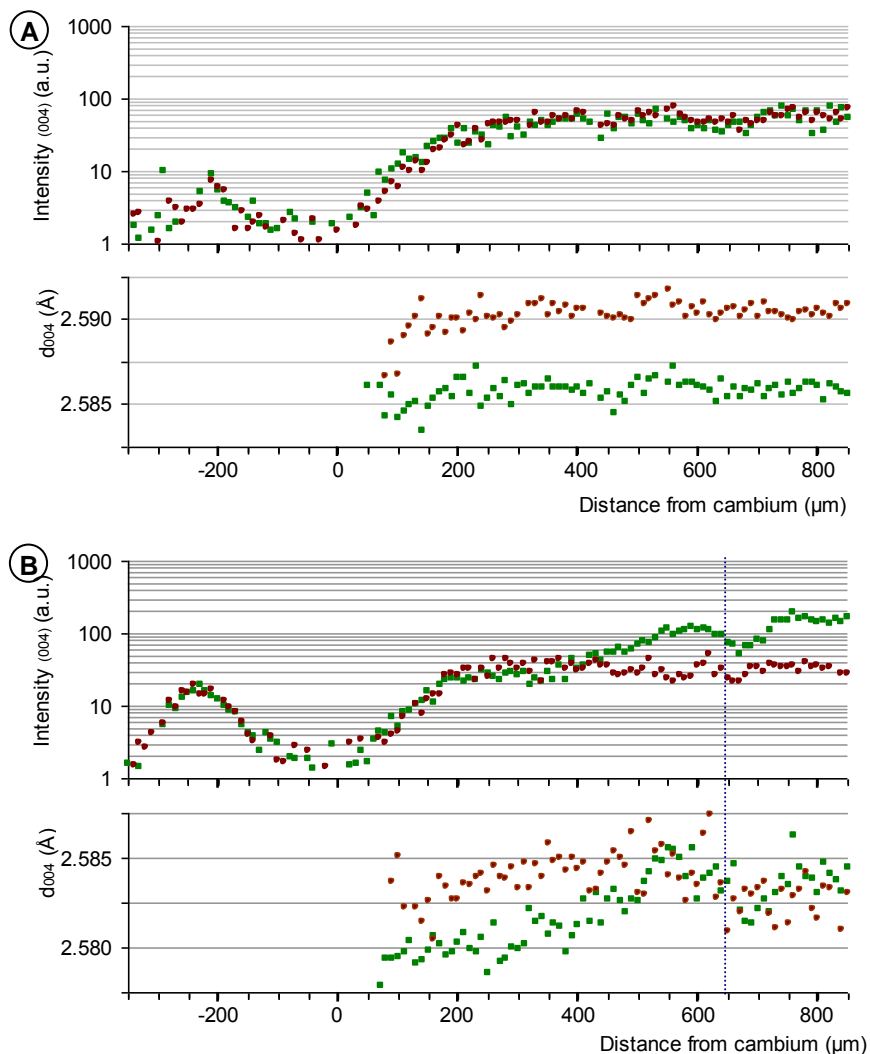 A
1000
100
10
1
Intensity (004) (a.u.)
2.590
2.585
d004 (Å)
-200 0 200 400 600 800
Distance from cambium (µm)
B
1000
100
10
1
Intensity (004) (a.u.)
2.585
2.580
d004 (Å)
-200 0 200 400 600 800
Distance from cambium (µm)